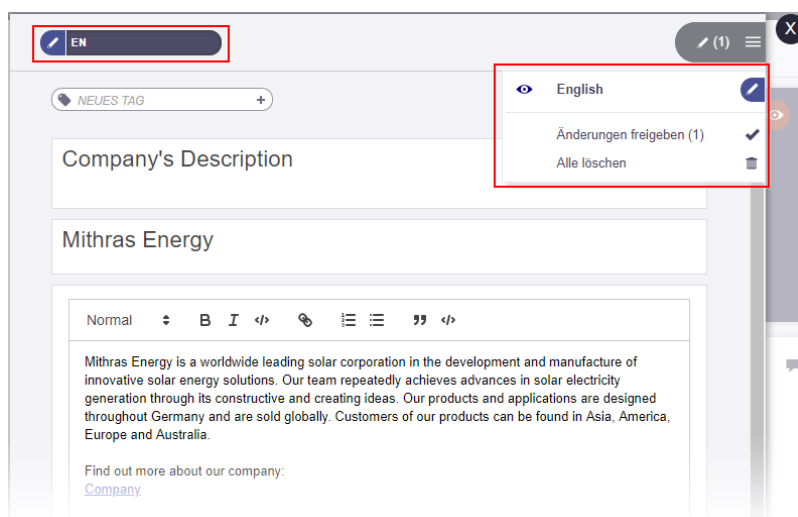 EN
(1)
X
NEUES TAG
+
English
Änderungen freigeben (1)
Alle löschen
Company's Description
Mithras Energy
Normal B I </> </>
Mithras Energy is a worldwide leading solar corporation in the development and manufacture of
innovative solar energy solutions. Our team repeatedly achieves advances in solar electricity
generation through its constructive and creating ideas. Our products and applications are designed
throughout Germany and are sold globally. Customers of our products can be found in Asia, America,
Europe and Australia.
Find out more about our company:
Company